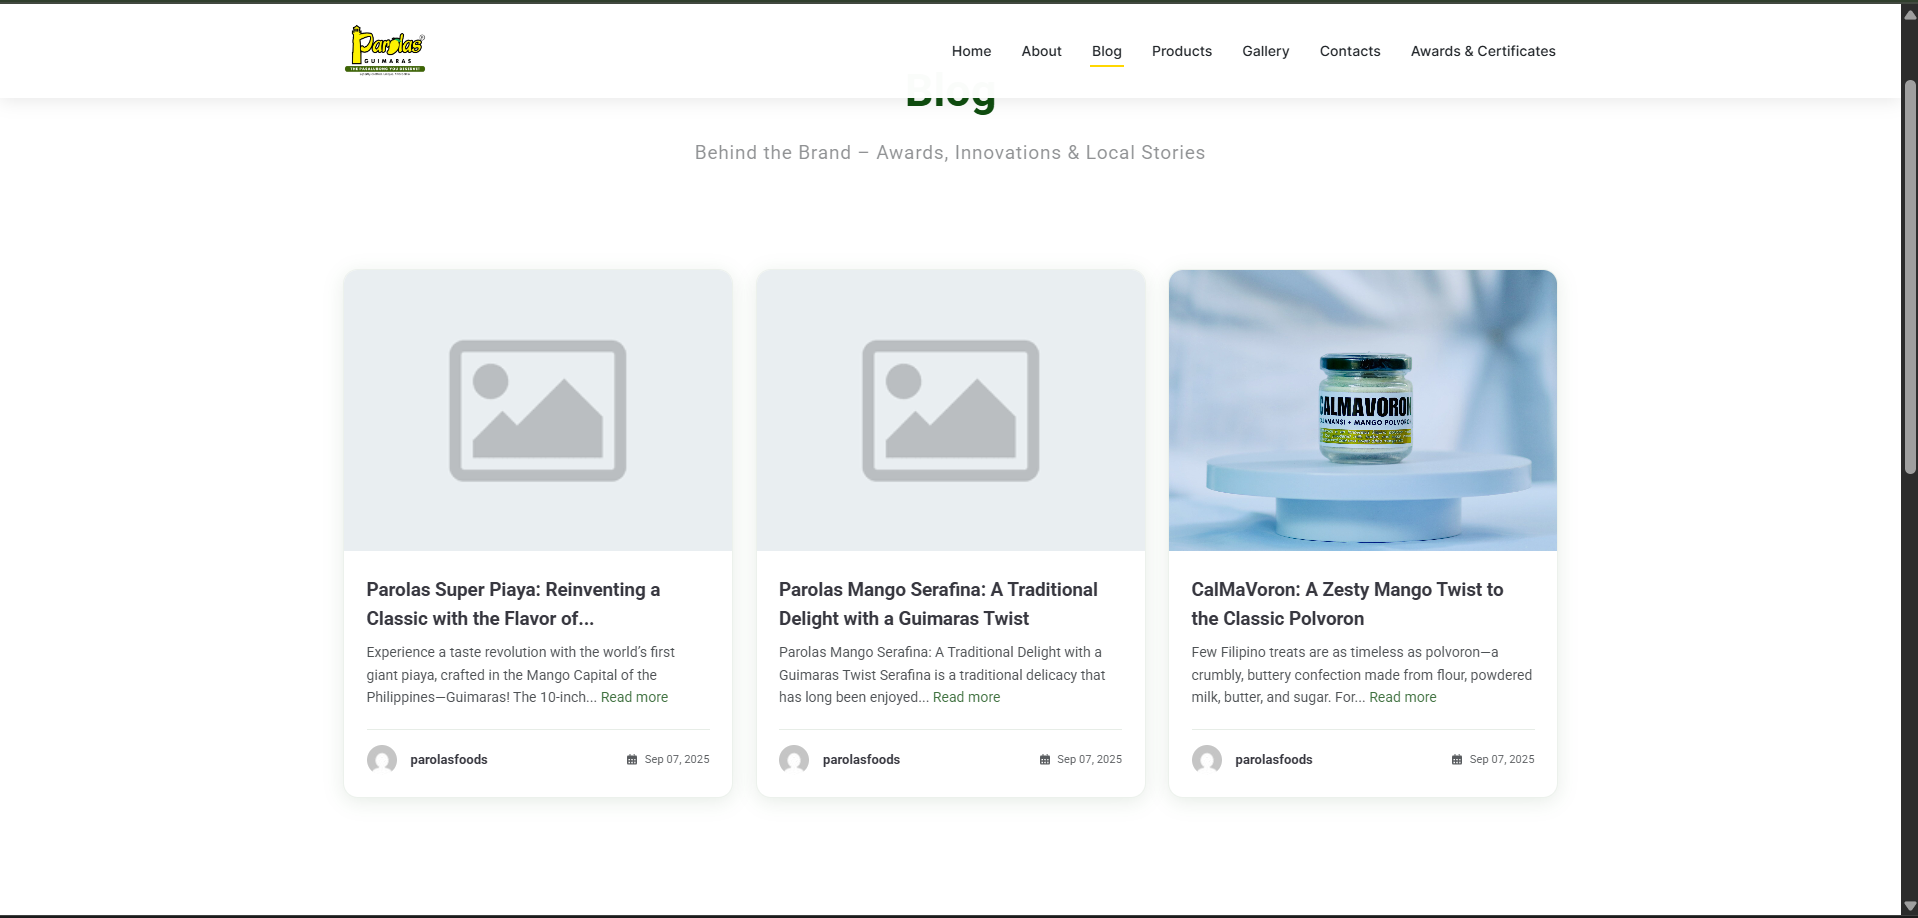 Parolas
GUIMARAS
Home
About
Blog
Products
Gallery
Contacts
Awards & Certificates
Blog
Behind the Brand – Awards, Innovations & Local Stories
CALMAVORON
CALAMANSI + MANGO POLVORON
Parolas Super Piaya: Reinventing a
Classic with the Flavor of...
Experience a taste revolution with the world’s first
giant piaya, crafted in the Mango Capital of the
Philippines—Guimaras! The 10-inch... Read more
parolasfoods
Sep 07, 2025
Parolas Mango Serafina: A Traditional
Delight with a Guimaras Twist
Parolas Mango Serafina: A Traditional Delight with a
Guimaras Twist Serafina is a traditional delicacy that
has long been enjoyed... Read more
parolasfoods
Sep 07, 2025
CalMaVoron: A Zesty Mango Twist to
the Classic Polvoron
Few Filipino treats are as timeless as polvoron—a
crumbly, buttery confection made from flour, powdered
milk, butter, and sugar. For... Read more
parolasfoods
Sep 07, 2025